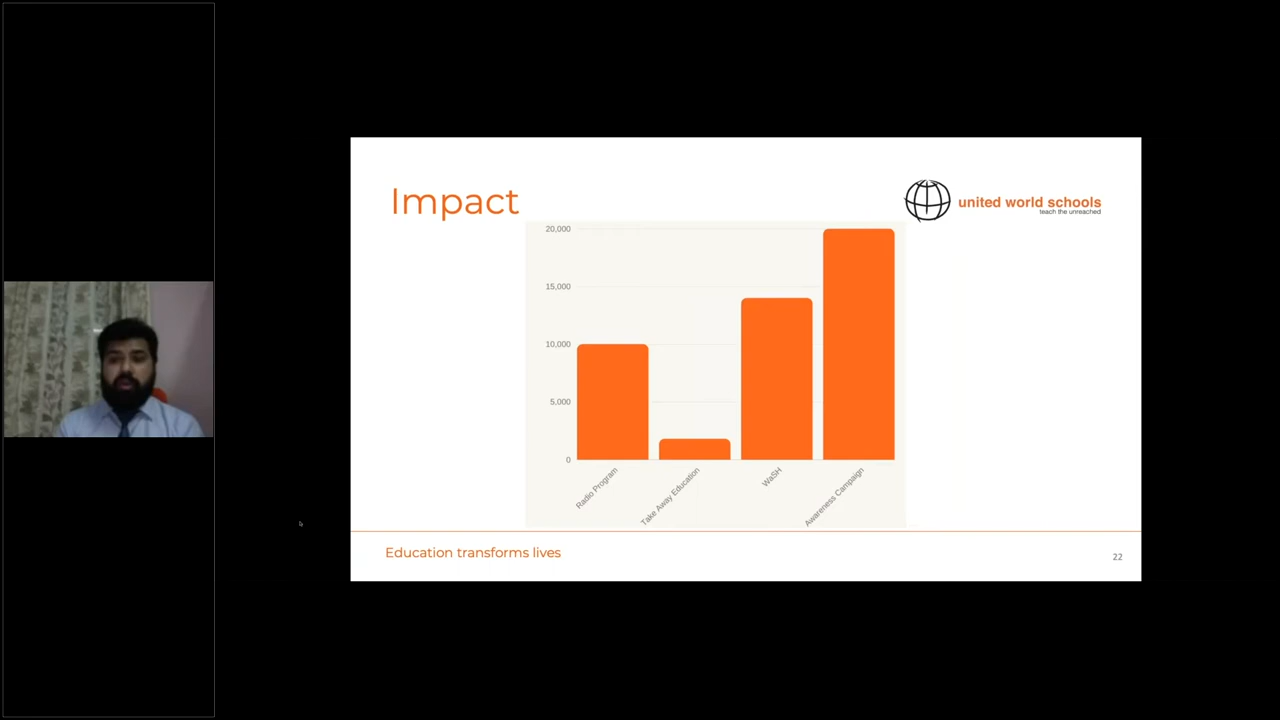 Impact
united world schools
teach the unreached
20,000
15,000
10,000
5,000
0
Radio Program
Take Away Education
WaSH
Awareness Campaign
Education transforms lives
22